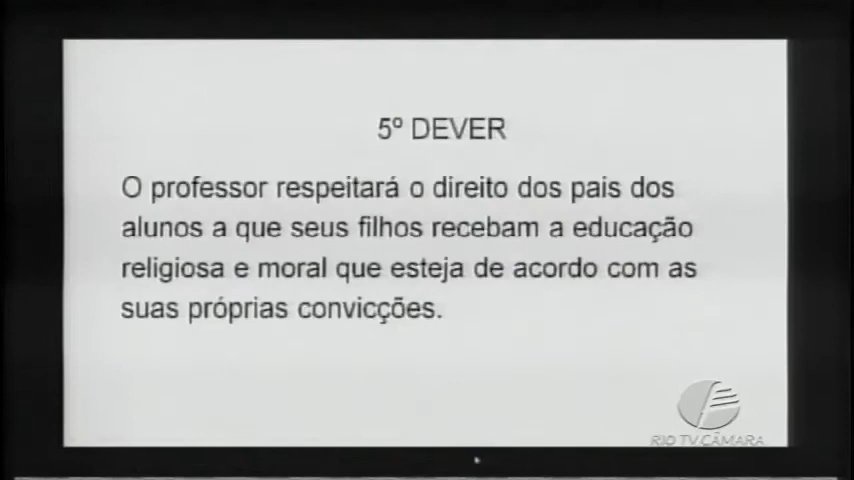 5º DEVER
O professor respeitará o direito dos pais dos
alunos a que seus filhos recebam a educação
religiosa e moral que esteja de acordo com as
suas próprias convicções.
RIO TV CÂMARA